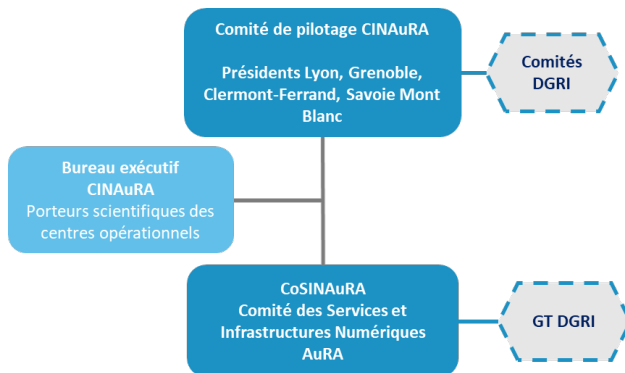 Comité de pilotage CINAuRA
Présidents Lyon, Grenoble,
Clermont-Ferrand, Savoie Mont
Blanc
Comités
DGRI
Bureau exécutif
CINAuRA
Porteurs scientifiques des
centres opérationnels
CoSINAuRA
Comité des Services et
Infrastructures Numériques
AuRA
GT DGRI